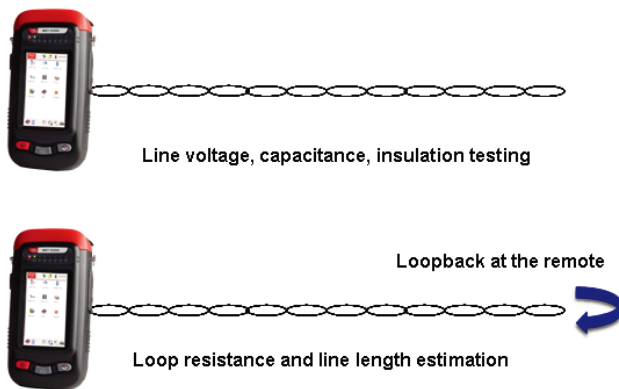 Line voltage, capacitance, insulation testing
Loopback at the remote
Loop resistance and line length estimation